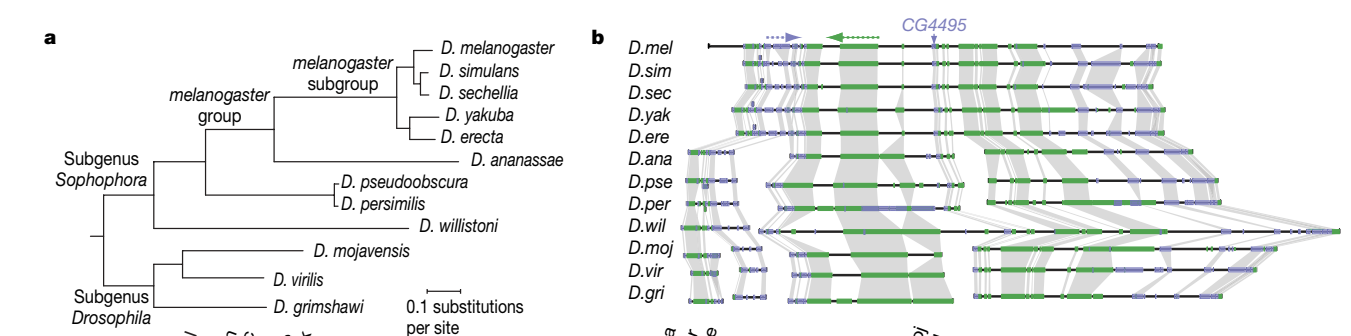 a
D. melanogaster
melanogaster
subgroup
D. simulans
D. sechellia
melanogaster
group
D. yakuba
D. erecta
Subgenus
Sophophora
D. ananassae
D. pseudoobscura
D. persimilis
D. willistoni
D. mojavensis
D. virilis
Subgenus
Drosophila
D. grimshawi
0.1 substitutions
per site
b
CG4495
D.mel
D.sim
D.sec
D.yak
D.ere
D.ana
D.pse
D.per
D.wil
D.moj
D.vir
D.gri